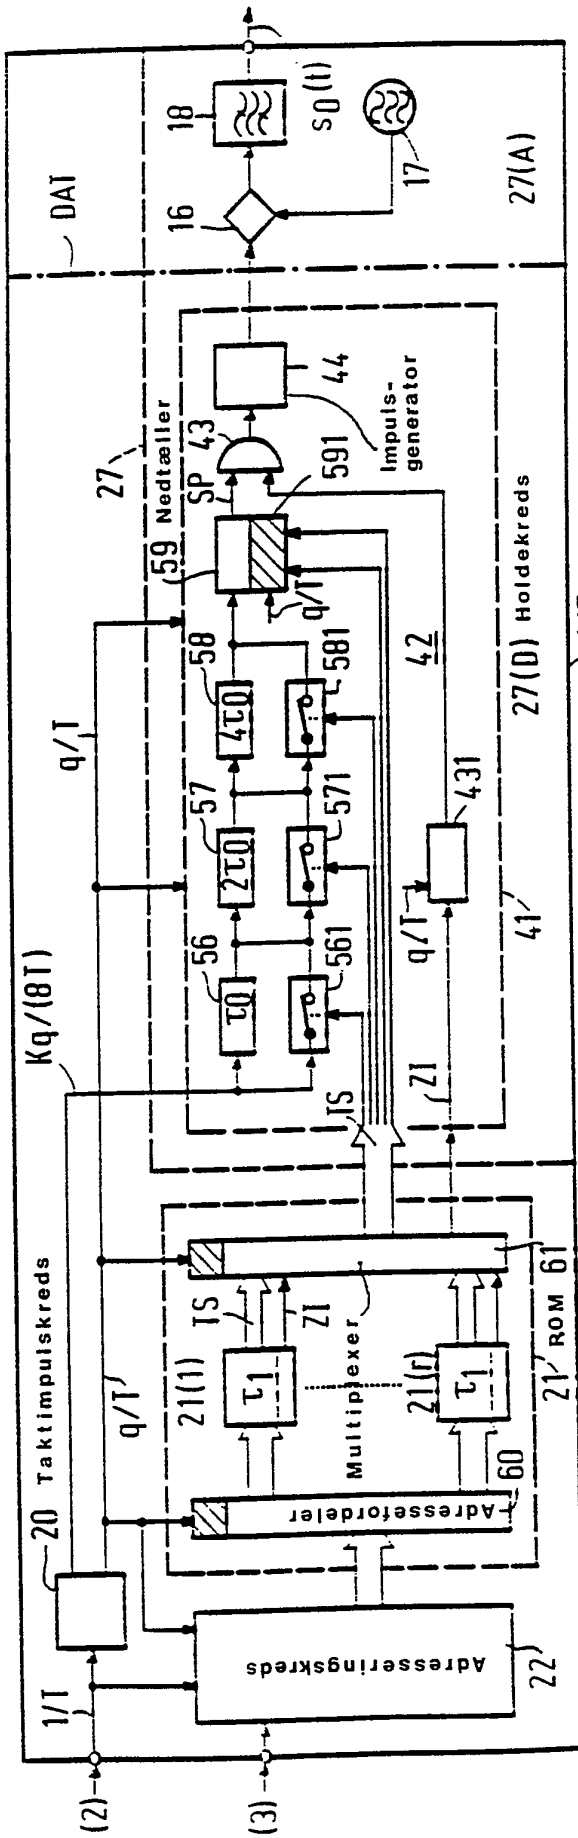 (2)
(3)
1/T
20
Taktimpulskreds
Kq/(8T)
q/T
q/T
22
Adresseringskreds
60
Adressefordeler
21(1)
τ1
21(r)
τ1
Multiplexer
TS
ZI
61
21
ROM
TS
ZI
56
τ0
57
2τ0
58
4τ0
561
571
581
59
Nedtæller
591
q/T
SP
43
44
Impuls-
generator
q/T
431
42
41
27(D)
Holdekreds
27
DAT
16
17
18
s0(t)
27(A)